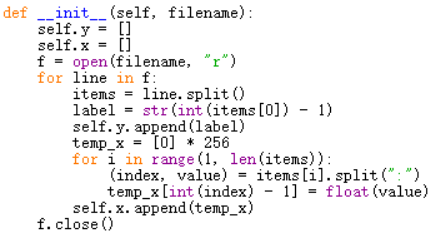 def __init__(self, filename):
    self.y = []
    self.x = []
    f = open(filename, "r")
    for line in f:
        items = line.split()
        label = str(int(items[0]) - 1)
        self.y.append(label)
        temp_x = [0] * 256
        for i in range(1, len(items)):
            (index, value) = items[i].split(":")
            temp_x[int(index) - 1] = float(value)
        self.x.append(temp_x)
    f.close()